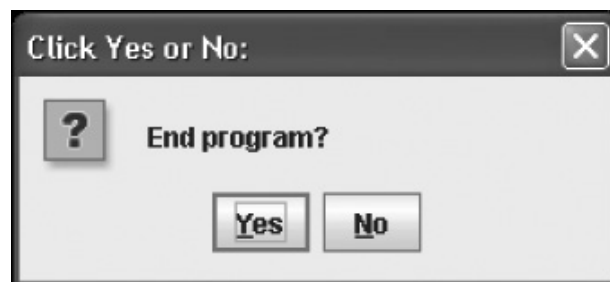 Click Yes or No:
?
End program?
Yes No